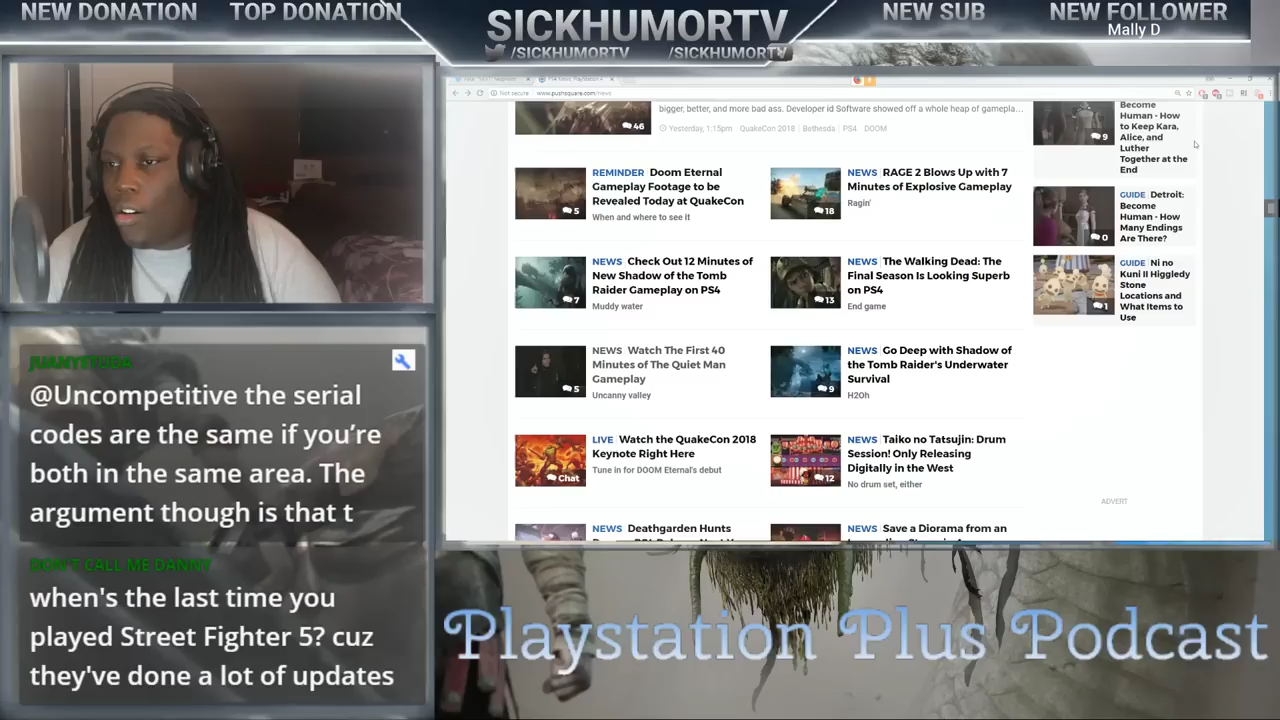 NEW DONATION
TOP DONATION
SICKHUMORTV
/SICKHUMORTV
/SICKHUMORTV
NEW SUB
NEW FOLLOWER
Mally D
Not secure
www.pushsquare.com/news
bigger, better, and more bad ass. Developer id Software showed off a whole heap of gamepla...
46
Yesterday, 1:15pm QuakeCon 2018 Bethesda PS4 DOOM
REMINDER Doom Eternal
Gameplay Footage to be
Revealed Today at QuakeCon
When and where to see it
5
NEWS RAGE 2 Blows Up with 7
Minutes of Explosive Gameplay
Ragin'
18
NEWS Check Out 12 Minutes of
New Shadow of the Tomb
Raider Gameplay on PS4
Muddy water
7
NEWS The Walking Dead: The
Final Season Is Looking Superb
on PS4
End game
13
NEWS Watch The First 40
Minutes of The Quiet Man
Gameplay
Uncanny valley
5
NEWS Go Deep with Shadow of
the Tomb Raider's Underwater
Survival
H2Oh
9
LIVE Watch the QuakeCon 2018
Keynote Right Here
Tune in for DOOM Eternal's debut
Chat
NEWS Taiko no Tatsujin: Drum
Session! Only Releasing
Digitally in the West
No drum set, either
12
NEWS Deathgarden Hunts
NEWS Save a Diorama from an
Become
Human - How
to Keep Kara,
Alice, and
Luther
Together at the
End
9
GUIDE Detroit:
Become
Human - How
Many Endings
Are There?
0
GUIDE Ni no
Kuni II Higgledy
Stone
Locations and
What Items to
Use
1
ADVERT
@Uncompetitive the serial
codes are the same if you're
both in the same area. The
argument though is that t
DON'T CALL ME DANNY
when's the last time you
played Street Fighter 5? cuz
they've done a lot of updates
Playstation Plus Podcast